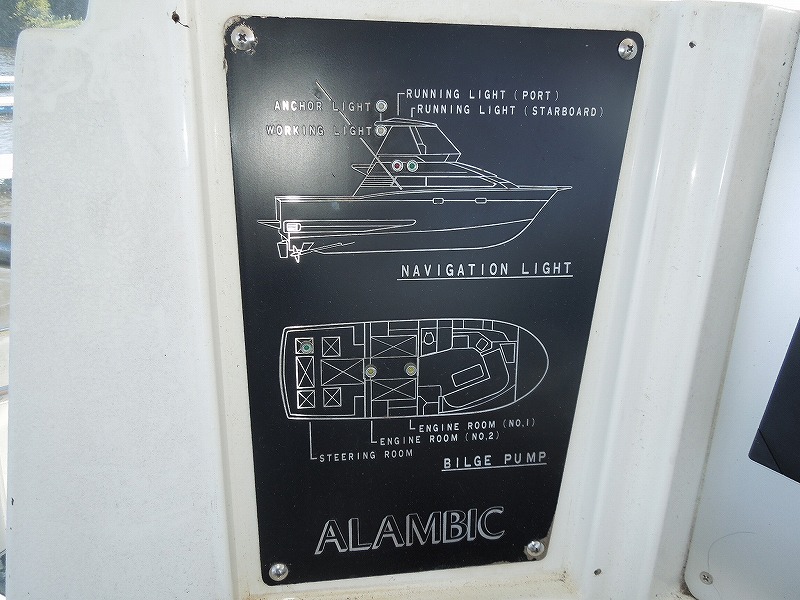 RUNNING LIGHT (PORT)
ANCHOR LIGHT
RUNNING LIGHT (STARBOARD)
WORKING LIGHT
NAVIGATION LIGHT
ENGINE ROOM (NO,1)
ENGINE ROOM (NO,2)
STEERING ROOM
BILGE PUMP
ALAMBIC